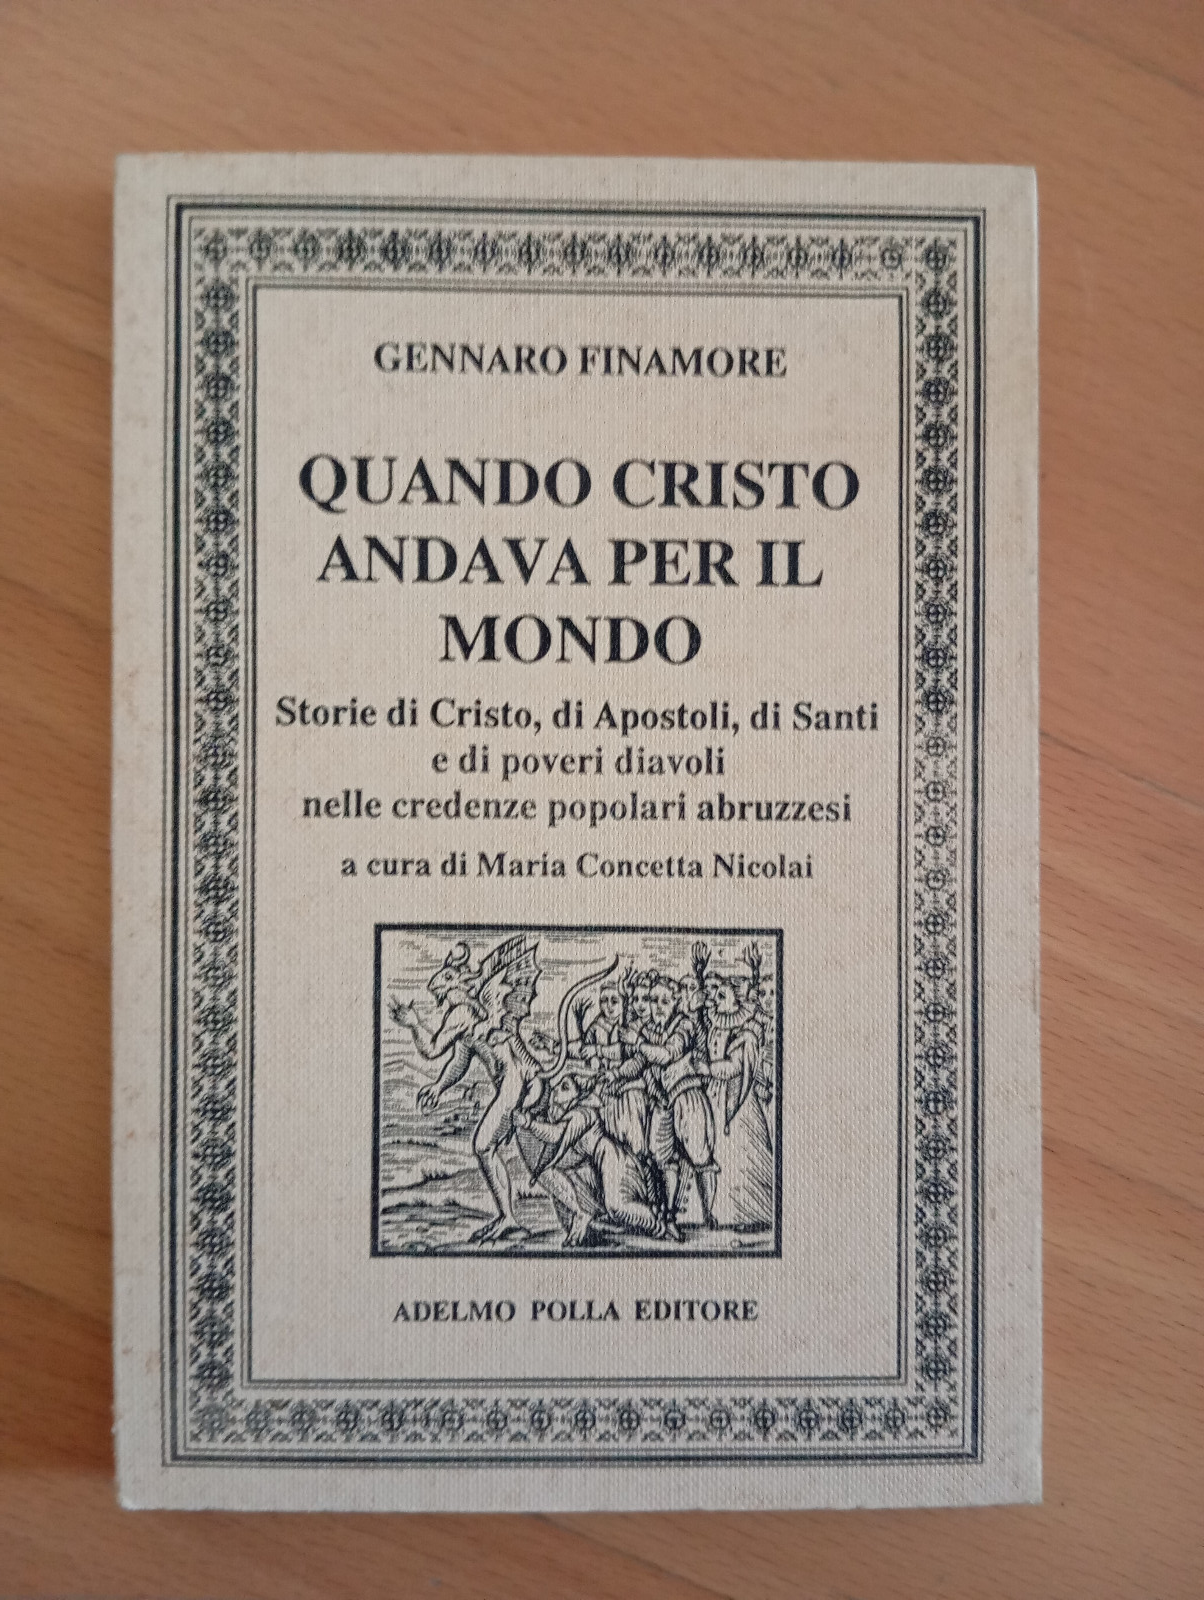 GENNARO FINAMORE
QUANDO CRISTO
ANDAVA PER IL
MONDO
Storie di Cristo, di Apostoli, di Santi
e di poveri diavoli
nelle credenze popolari abruzzesi
a cura di Maria Concetta Nicolai
ADELMO POLLA EDITORE